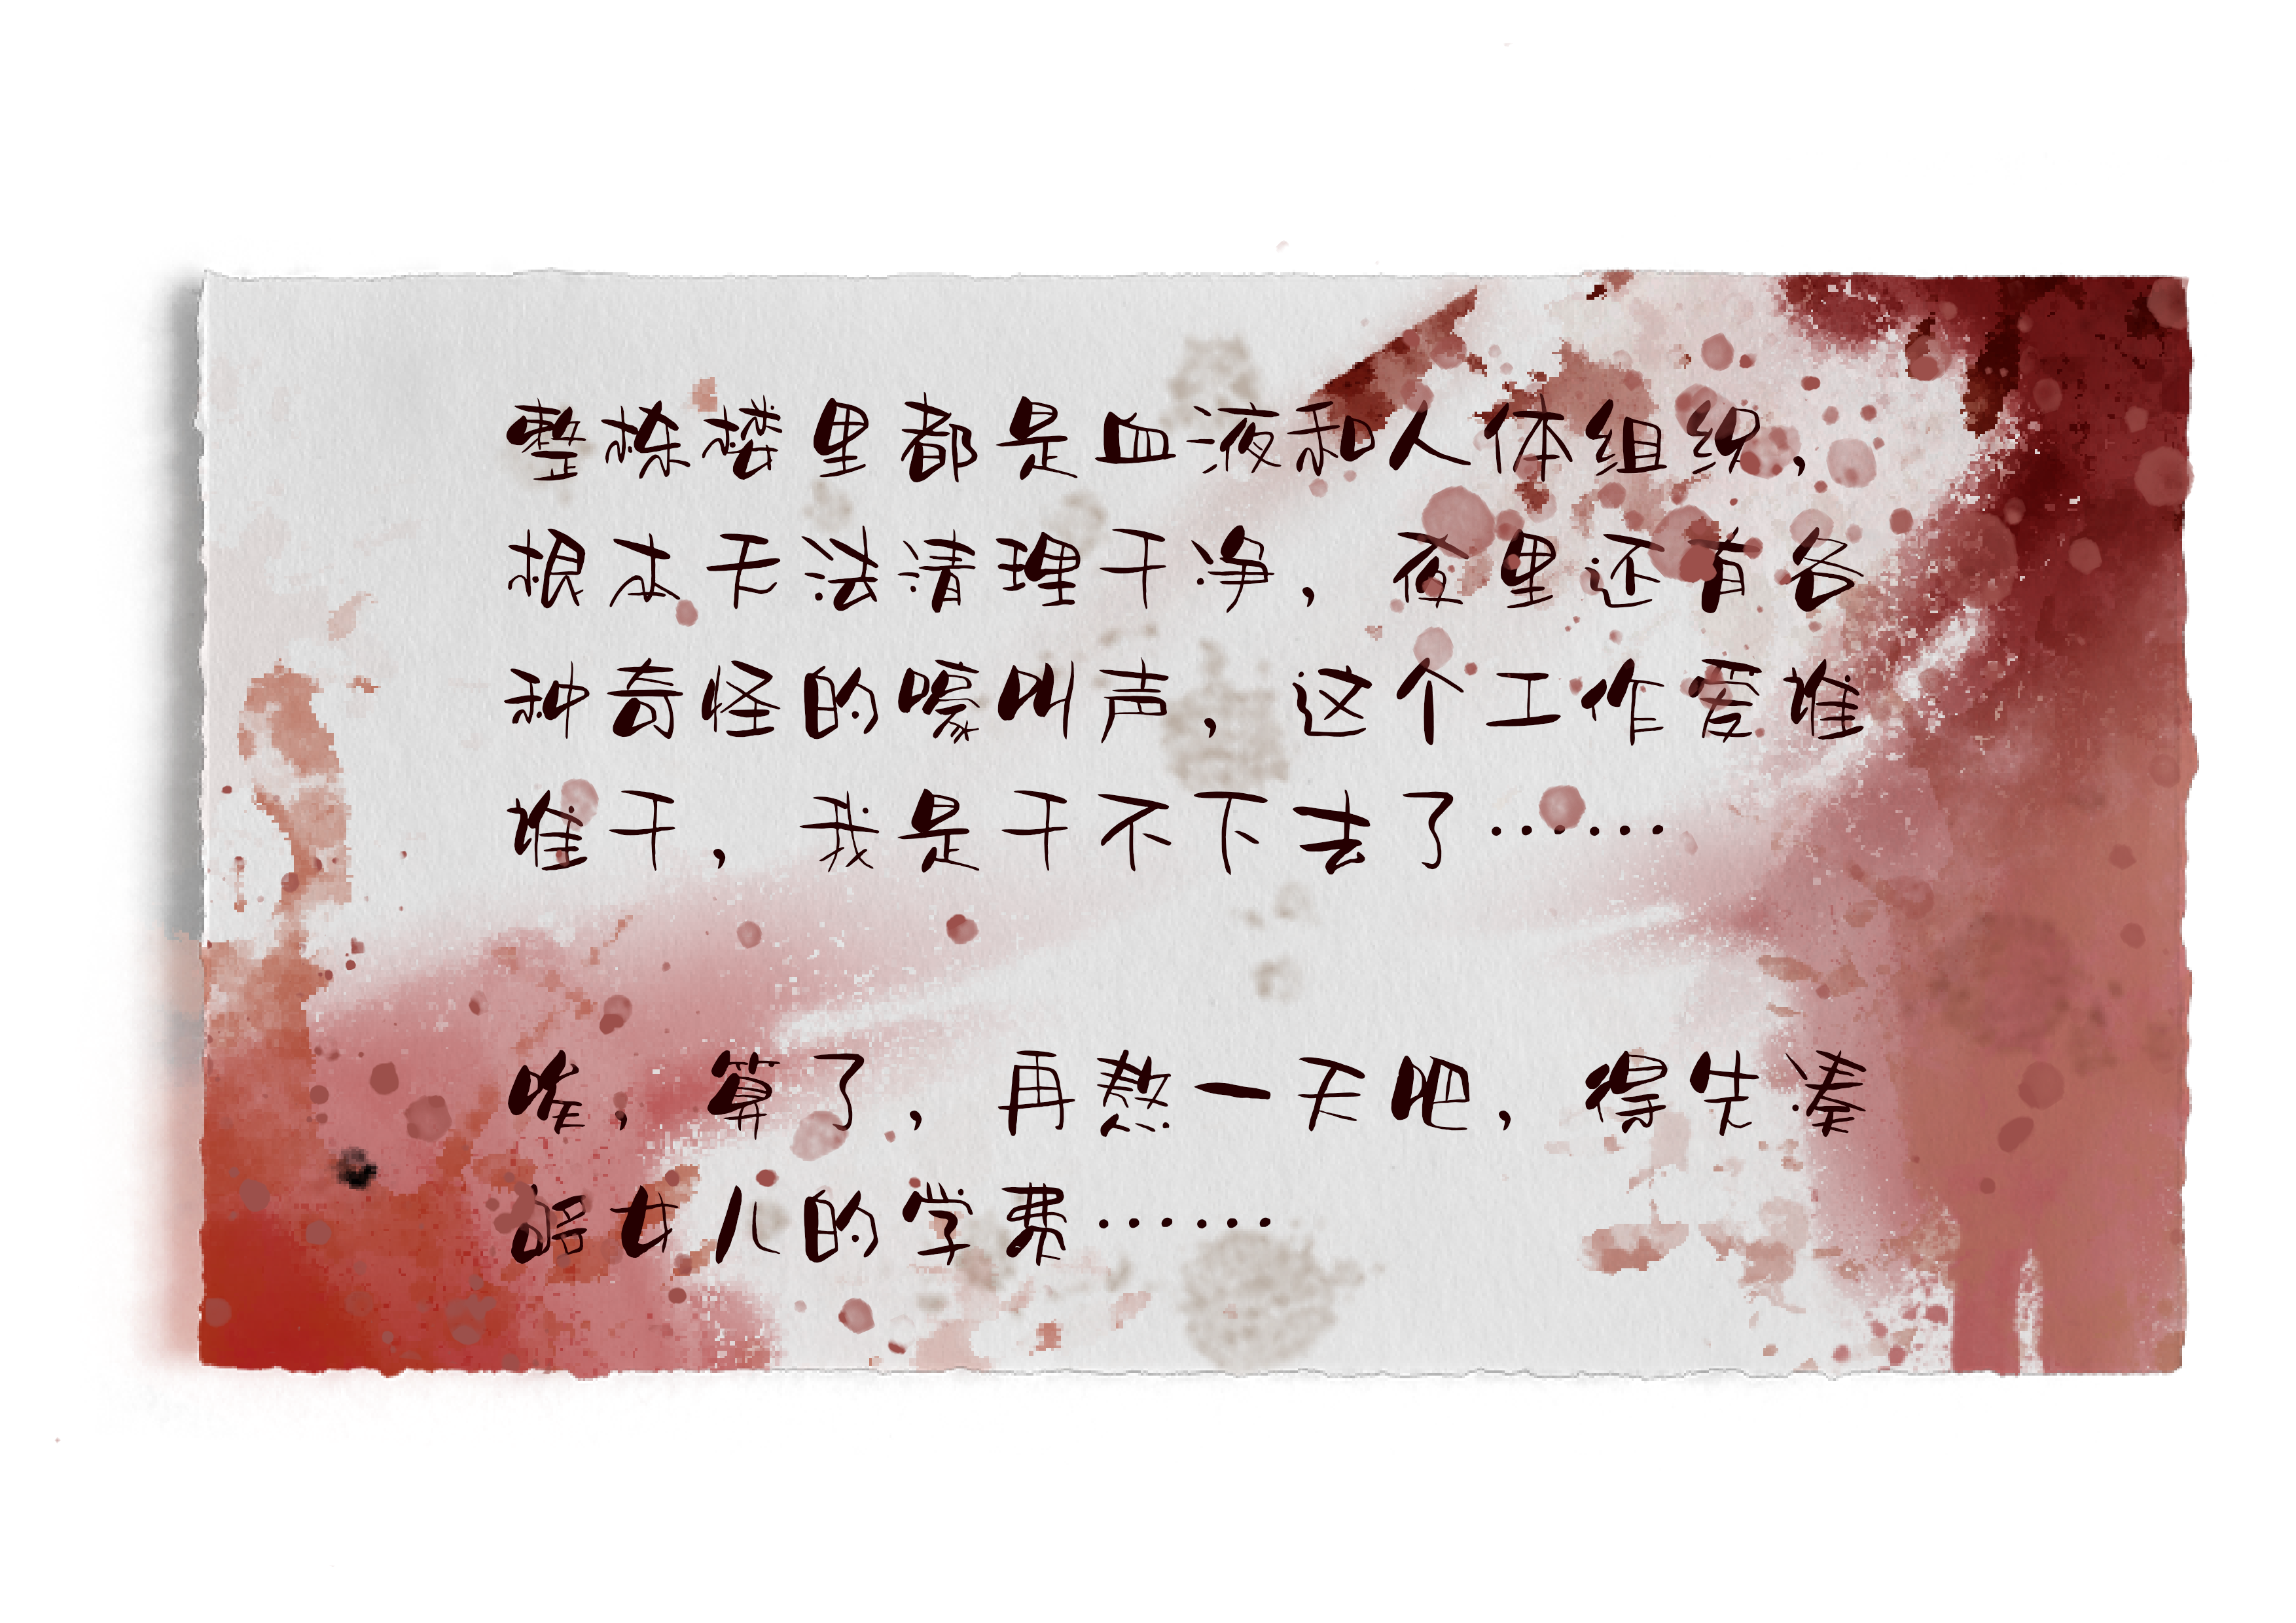 整栋楼里都是血液和人体组织，
根本无法清理干净，夜里还有各
种奇怪的嚎叫声，这个工作爱谁
谁干，我是干不下去了……
唉，算了，再熬一天吧，得先凑
够女儿的学费……